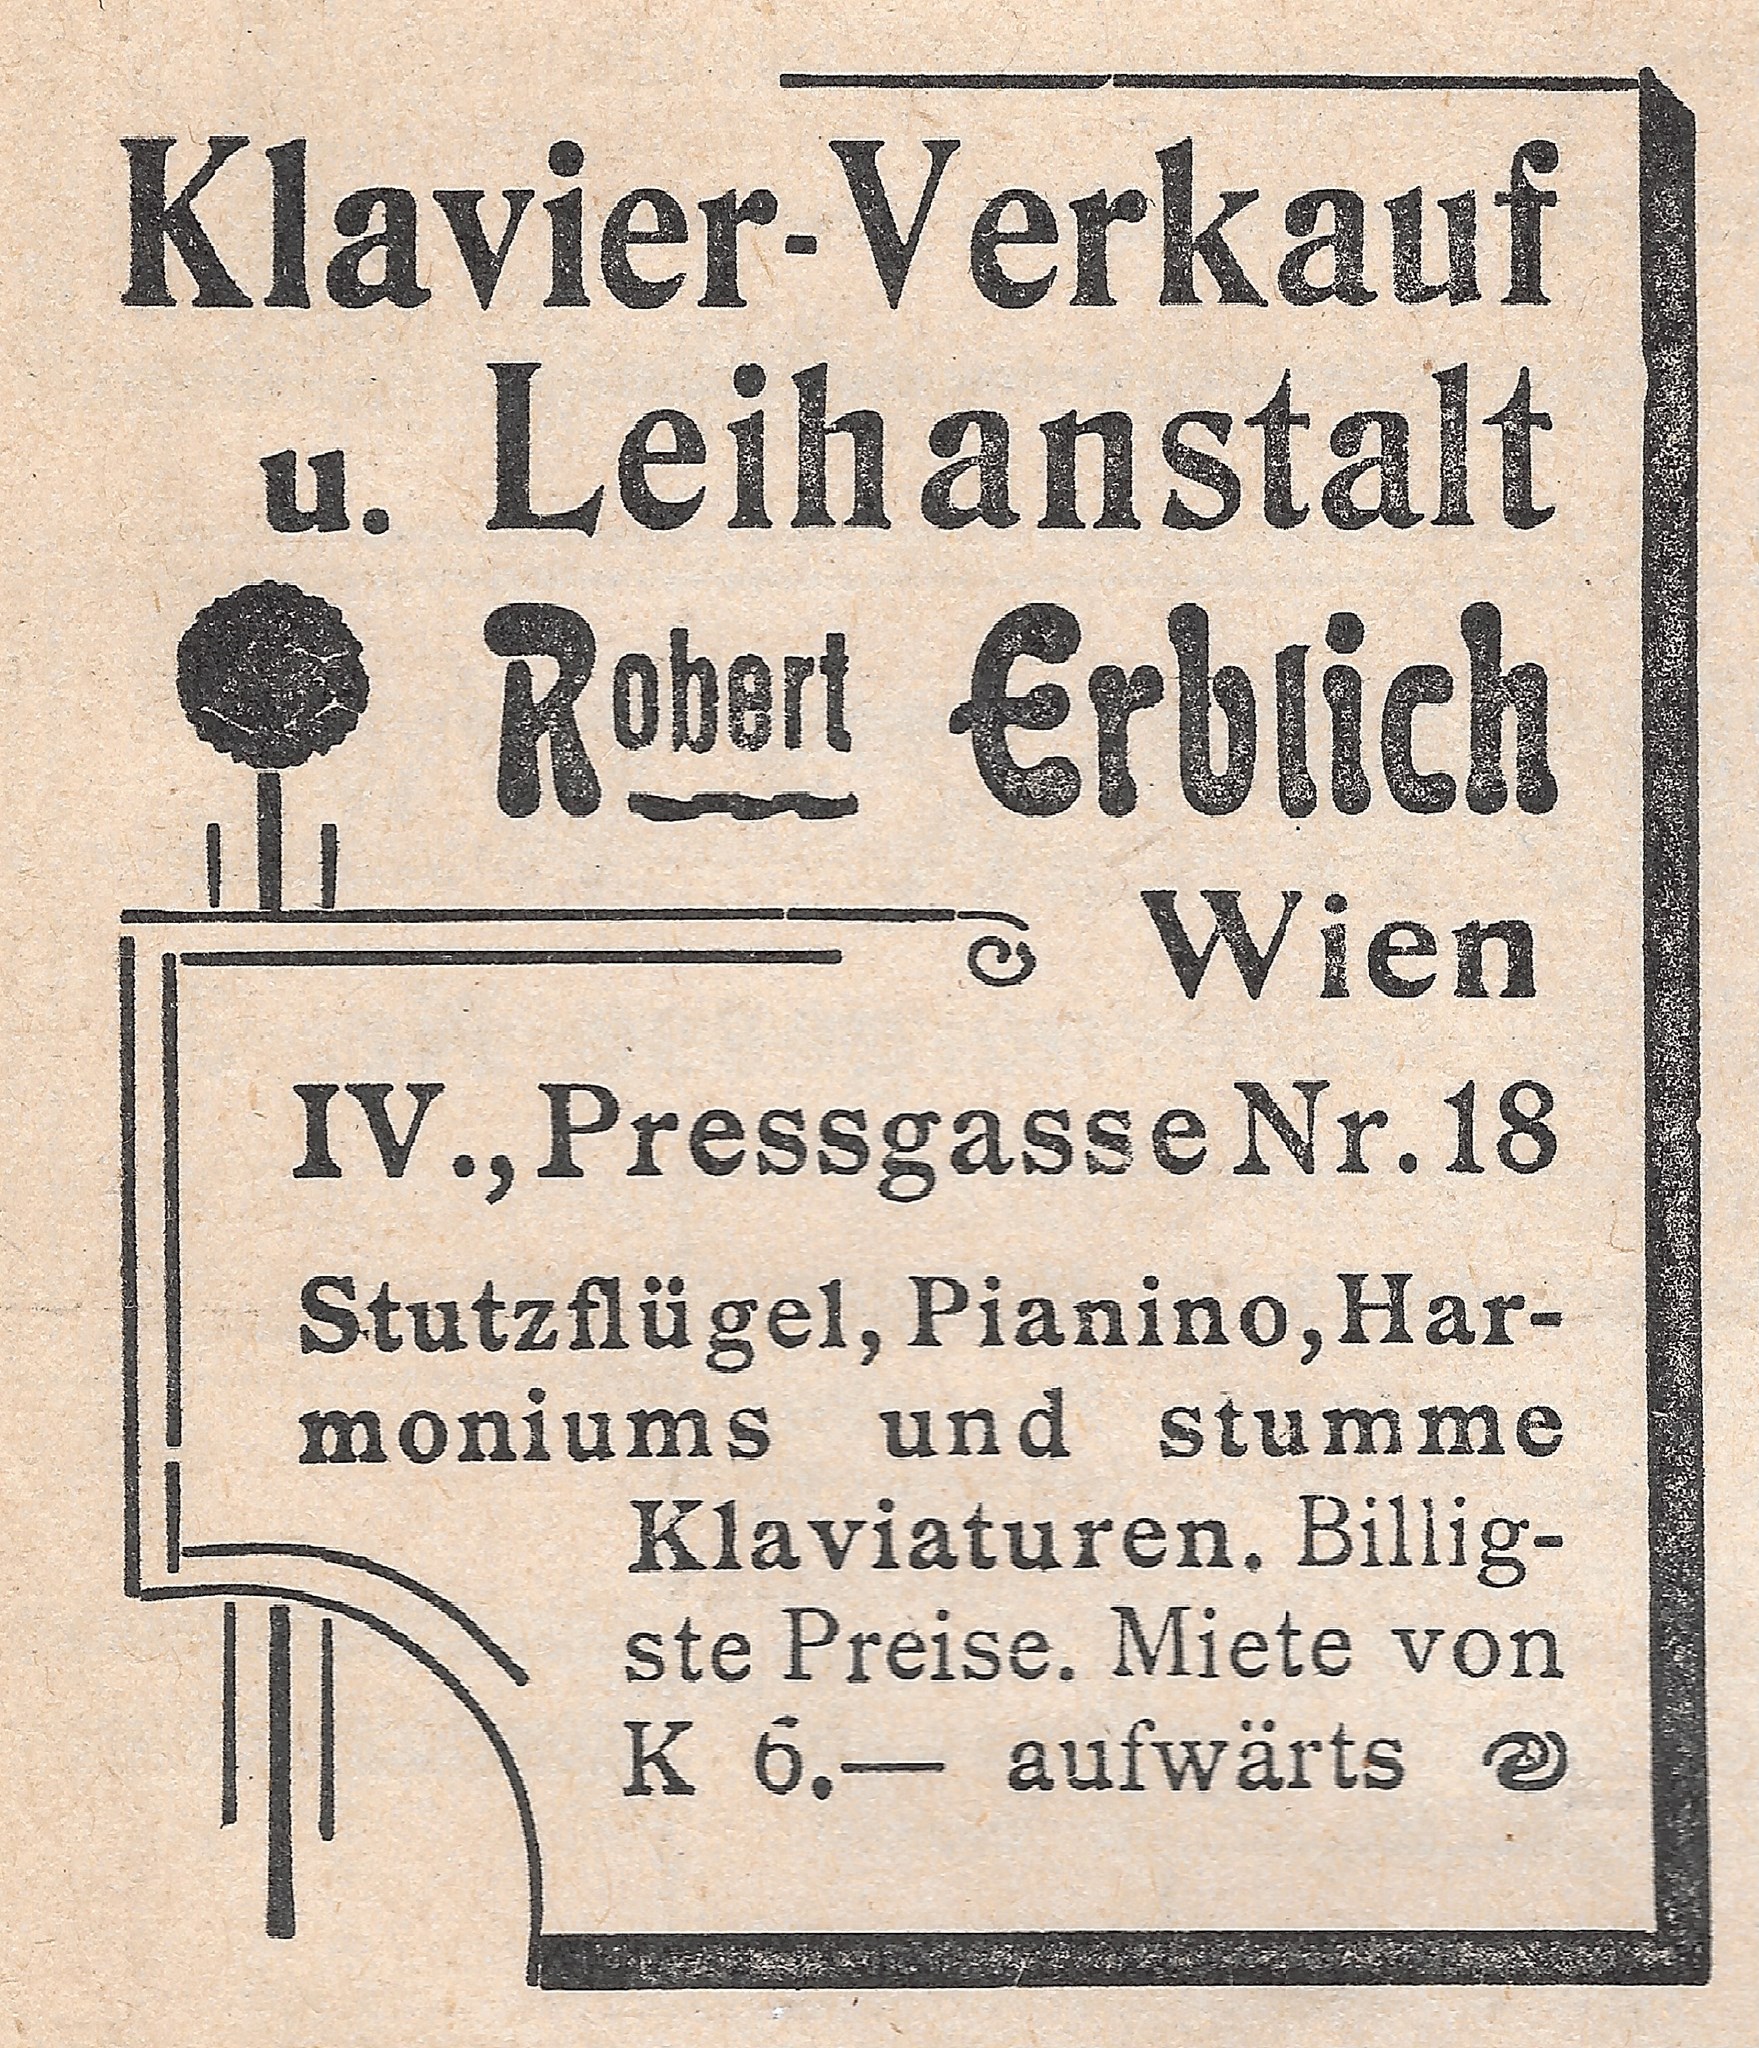 Klavier-Verkauf
u. Leihanstalt
Robert Erblich
Wien
IV., Pressgasse Nr. 18
Stutzflügel, Pianino, Har-
moniums und stumme
Klaviaturen. Billig-
ste Preise. Miete von
K 6.— aufwärts